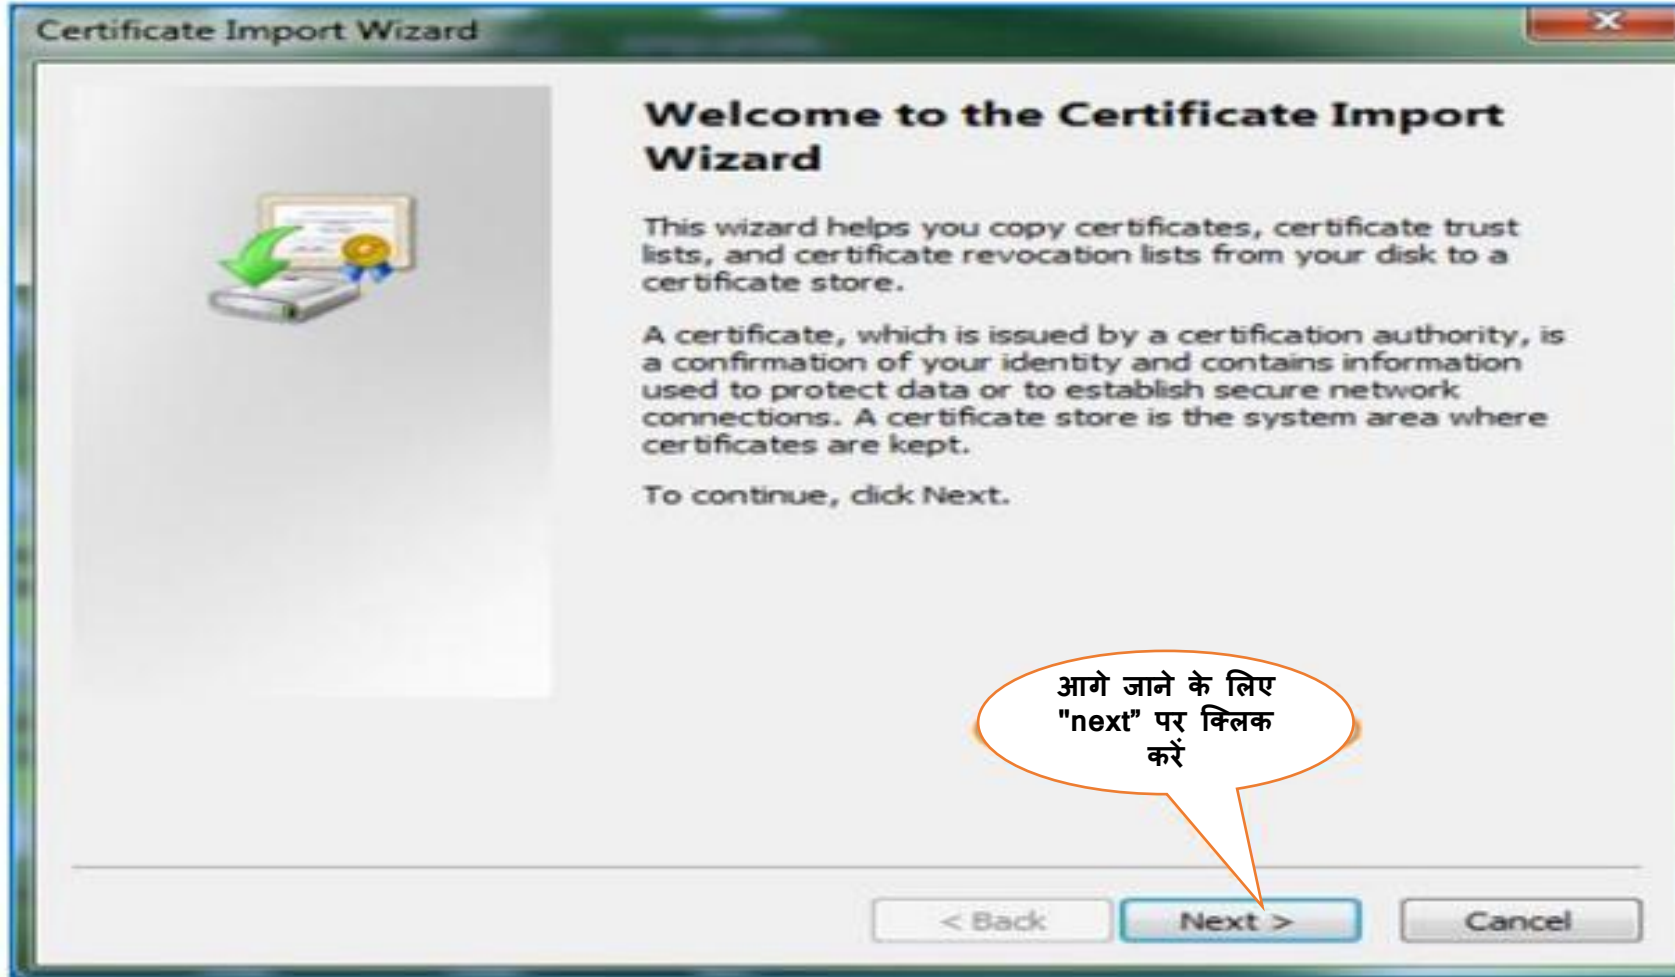 Certificate Import Wizard
Welcome to the Certificate Import
Wizard
This wizard helps you copy certificates, certificate trust
lists, and certificate revocation lists from your disk to a
certificate store.
A certificate, which is issued by a certification authority, is
a confirmation of your identity and contains information
used to protect data or to establish secure network
connections. A certificate store is the system area where
certificates are kept.
To continue, click Next.
आगे जाने के लिए
"next” पर क्लिक
करें
< Back
Next >
Cancel